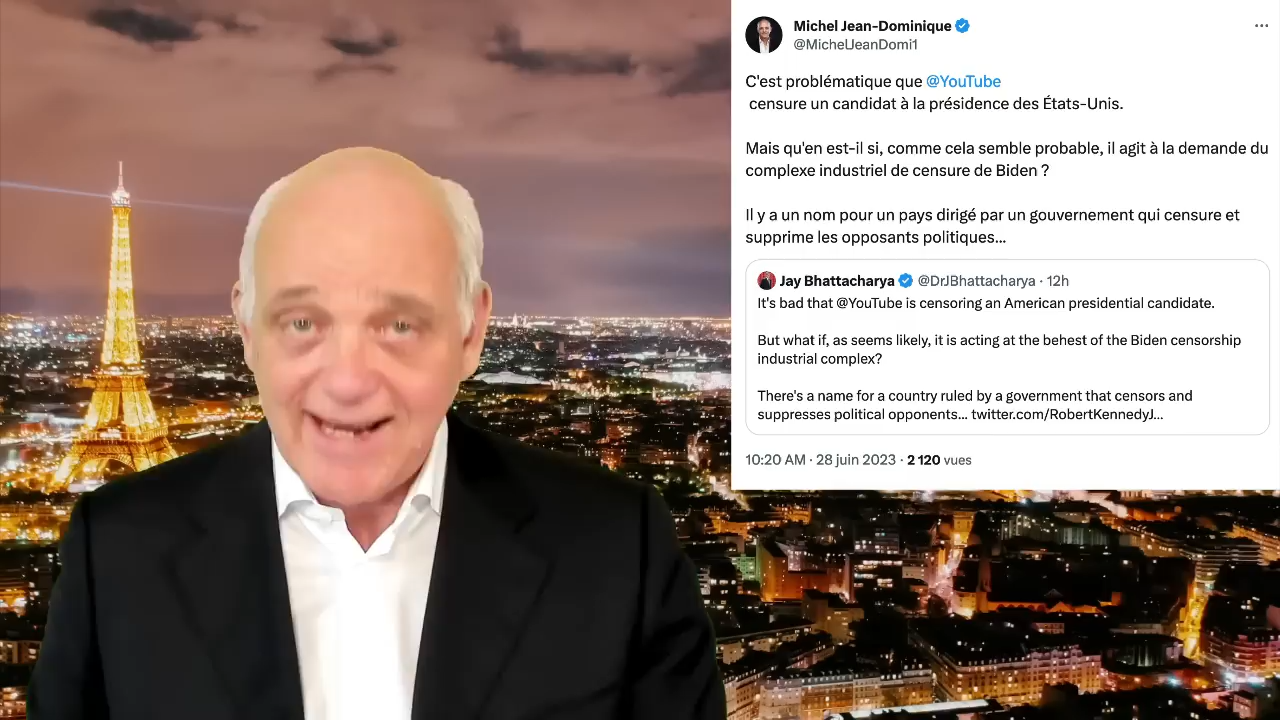 Michel Jean-Dominique
@MichelJeanDomi1
C'est problématique que @YouTube
censure un candidat à la présidence des États-Unis.
Mais qu'en est-il si, comme cela semble probable, il agit à la demande du
complexe industriel de censure de Biden ?
Il y a un nom pour un pays dirigé par un gouvernement qui censure et
supprime les opposants politiques...
Jay Bhattacharya @DrJBhattacharya · 12h
It's bad that @YouTube is censoring an American presidential candidate.
But what if, as seems likely, it is acting at the behest of the Biden censorship
industrial complex?
There's a name for a country ruled by a government that censors and
suppresses political opponents... twitter.com/RobertKennedyJ...
10:20 AM · 28 juin 2023 · 2 120 vues